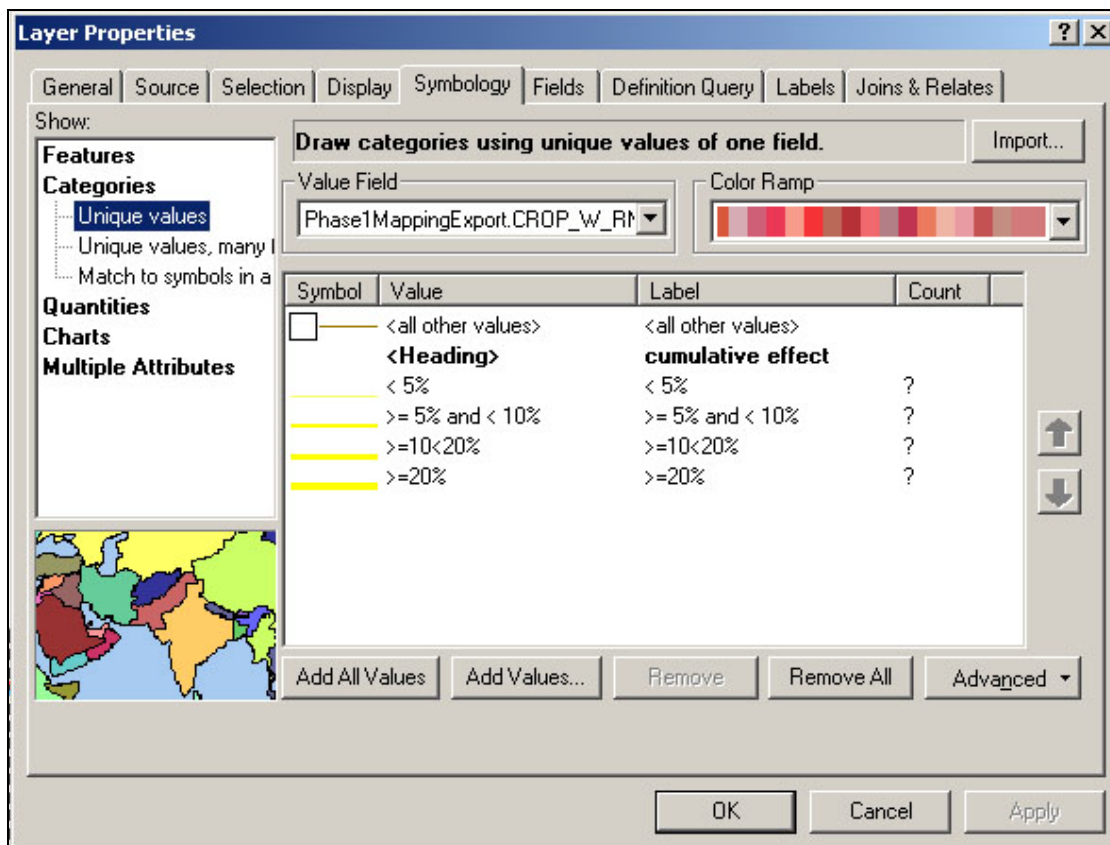 Layer Properties
General Source Selection Display Symbology Fields Definition Query Labels Joins & Relates
Show:
Features
Categories
Unique values
Unique values, many
Match to symbols in a
Quantities
Charts
Multiple Attributes
Draw categories using unique values of one field.
Import...
Value Field
Phase1MappingExport.CROP_W_RN
Color Ramp
Symbol Value Label Count
<all other values> <all other values>
<Heading> cumulative effect
< 5% < 5% ?
>= 5% and < 10% >= 5% and < 10% ?
>=10<20% >=10<20% ?
>=20% >=20% ?
Add All Values Add Values... Remove Remove All Advanced
OK Cancel Apply